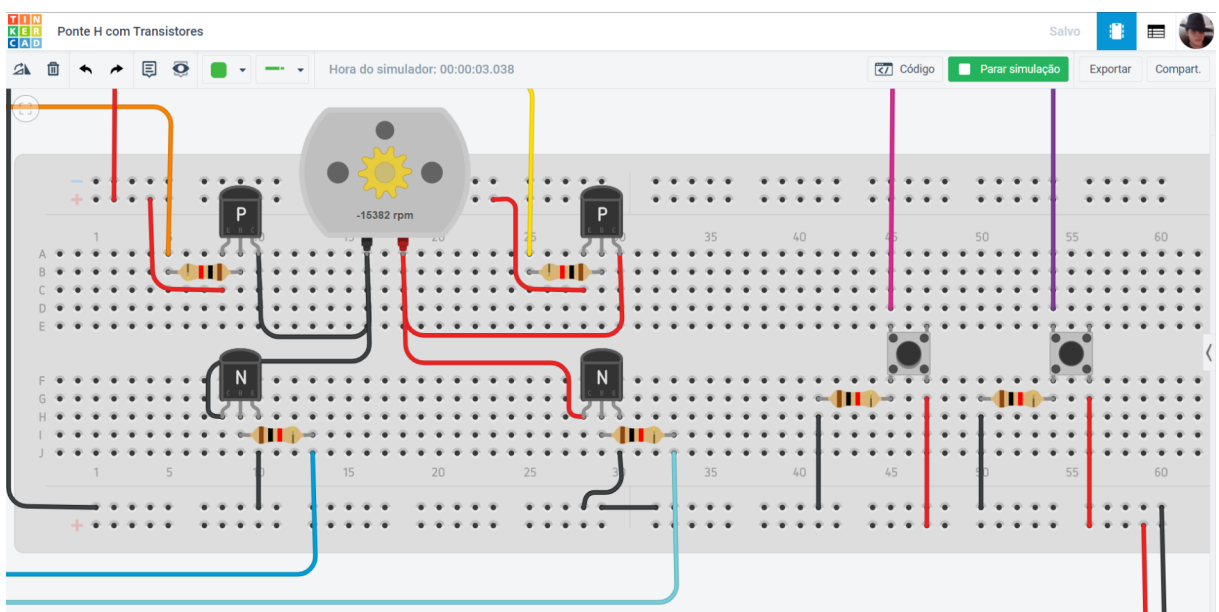 TIN
KER
CAD
Ponte H com Transistores
Salvo
Hora do simulador: 00:00:03.038
Código
Parar simulação
Exportar
Compart.
P
E B C
-15382 rpm
P
E B C
1 5 10 15 20 25 30 35 40 45 50 55 60
A
B
C
D
E
N
C B E
N
C B E
F
G
H
I
J
1 5 10 15 20 25 30 35 40 45 50 55 60